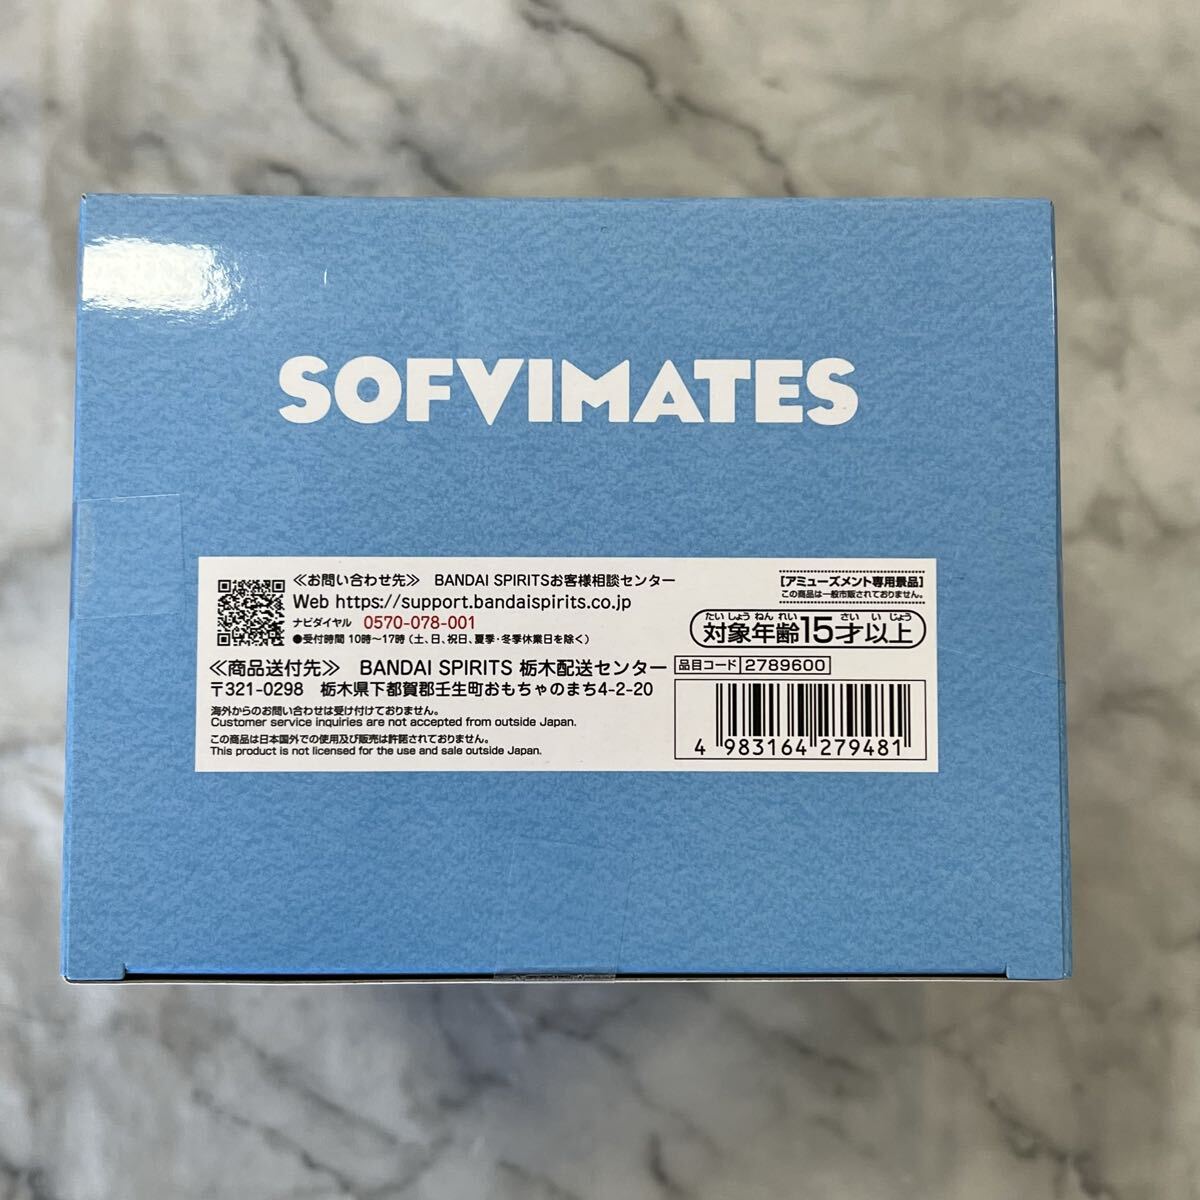 SOFVIMATES
≪お問い合わせ先≫ BANDAI SPIRITSお客様相談センター
Web https://support.bandaispirits.co.jp
ナビダイヤル 0570-078-001
●受付時間 10時～17時（土、日、祝日、夏季・冬季休業日を除く）
≪商品送付先≫ BANDAI SPIRITS 栃木配送センター
〒321-0298 栃木県下都賀郡壬生町おもちゃのまち4-2-20
海外からのお問い合わせは受け付けておりません。
Customer service inquiries are not accepted from outside Japan.
この商品は日本国外での使用及び販売は許諾されておりません。
This product is not licensed for the use and sale outside Japan.
［アミューズメント専用景品］
この商品は一般市販されておりません。
たいしょうねんれい さいいじょう
対象年齢15才以上
品目コード 2789600
4 983164 279481